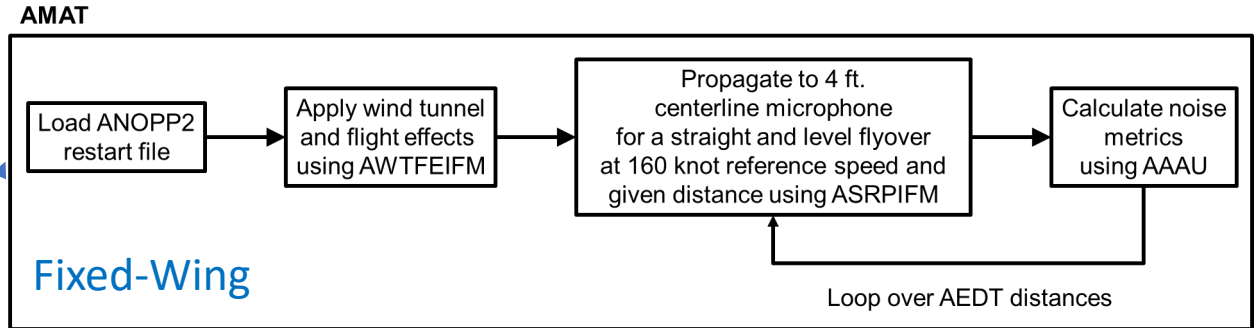 AMAT
Load ANOPP2
restart file
Apply wind tunnel
and flight effects
using AWTFEIFM
Propagate to 4 ft.
centerline microphone
for a straight and level flyover
at 160 knot reference speed and
given distance using ASRPIFM
Calculate noise
metrics
using AAAU
Fixed-Wing
Loop over AEDT distances